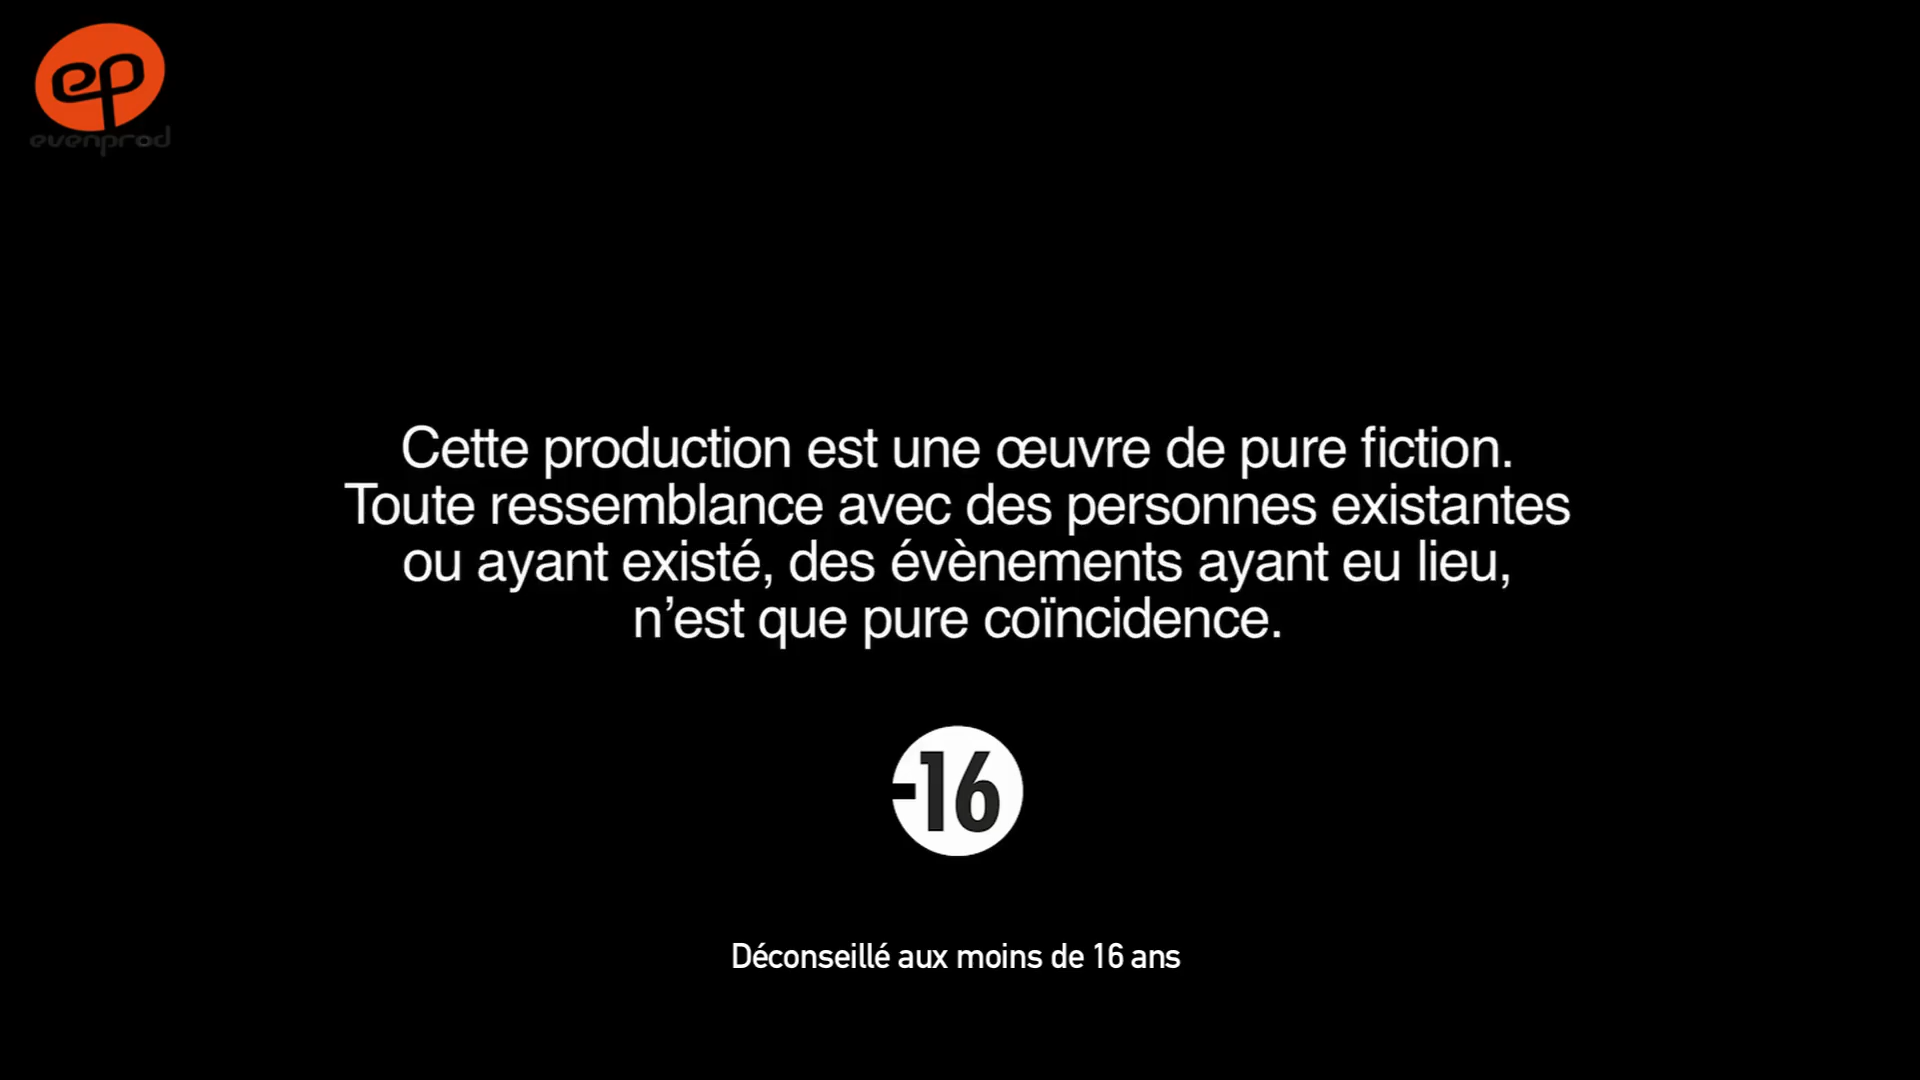 ep
evenprod
Cette production est une œuvre de pure fiction.
Toute ressemblance avec des personnes existantes
ou ayant existé, des évènements ayant eu lieu,
n’est que pure coïncidence.
-16
Déconseillé aux moins de 16 ans